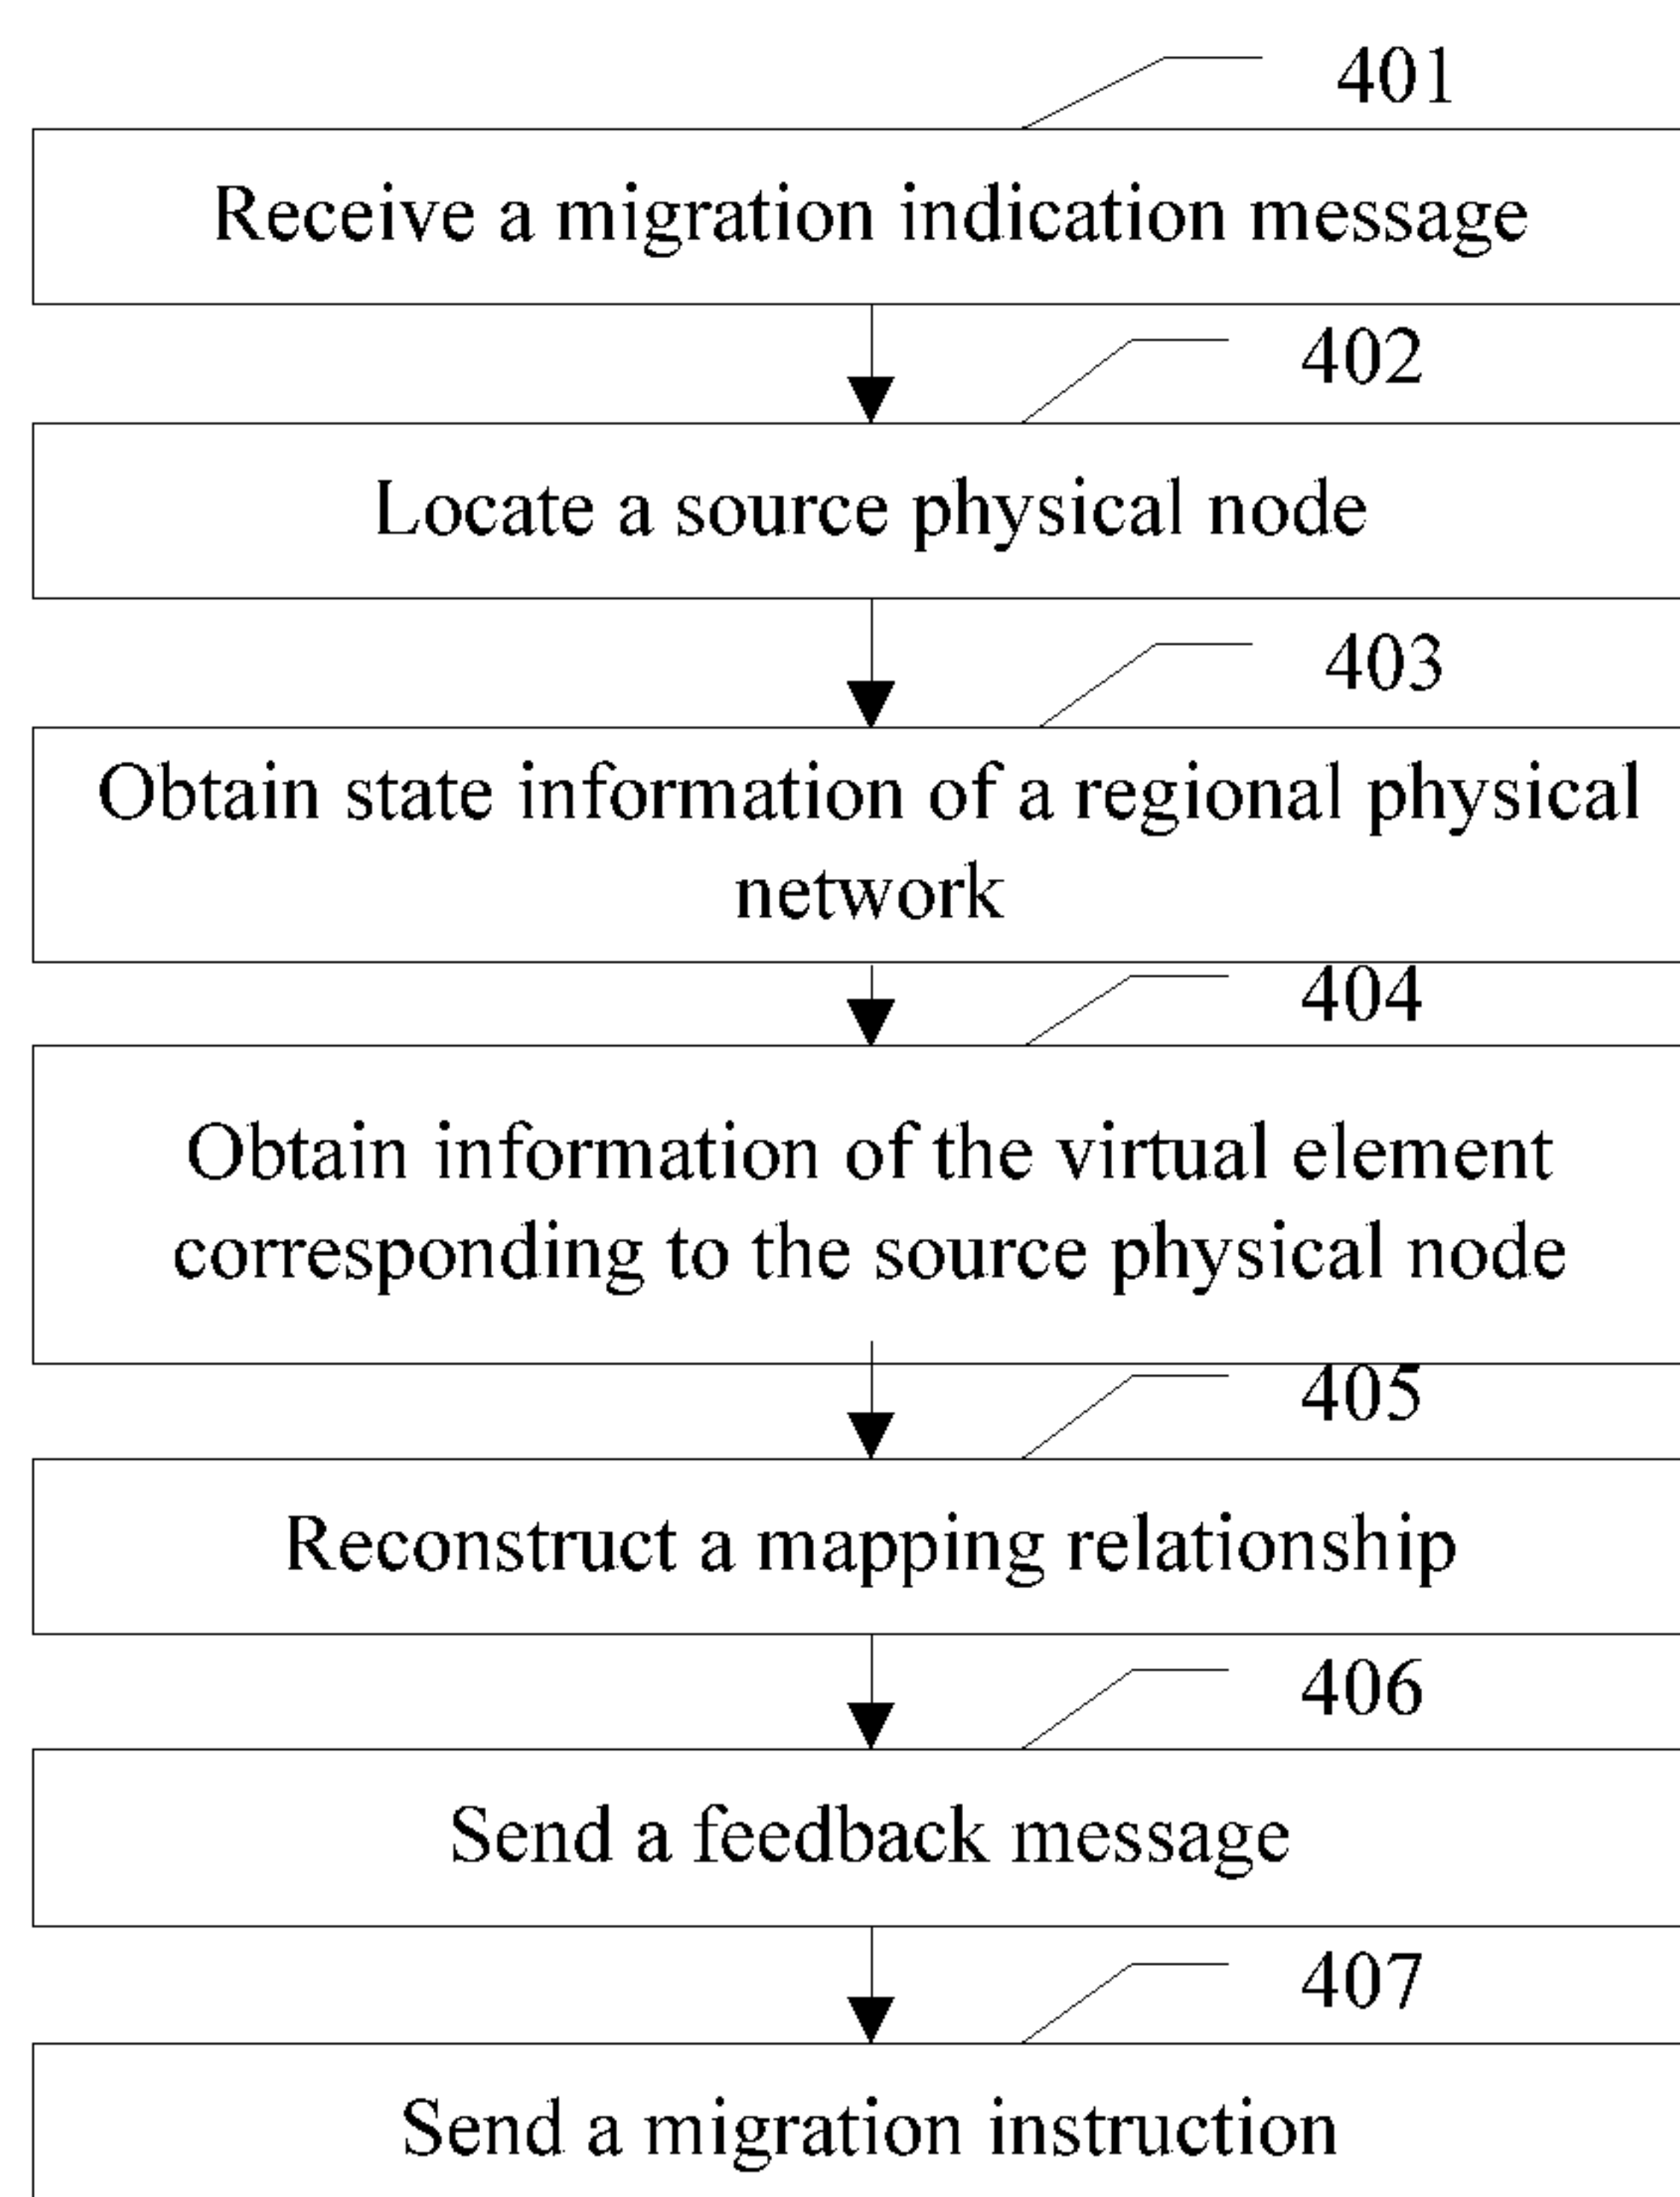 401
Receive a migration indication message
402
Locate a source physical node
403
Obtain state information of a regional physical
network
404
Obtain information of the virtual element
corresponding to the source physical node
405
Reconstruct a mapping relationship
406
Send a feedback message
407
Send a migration instruction